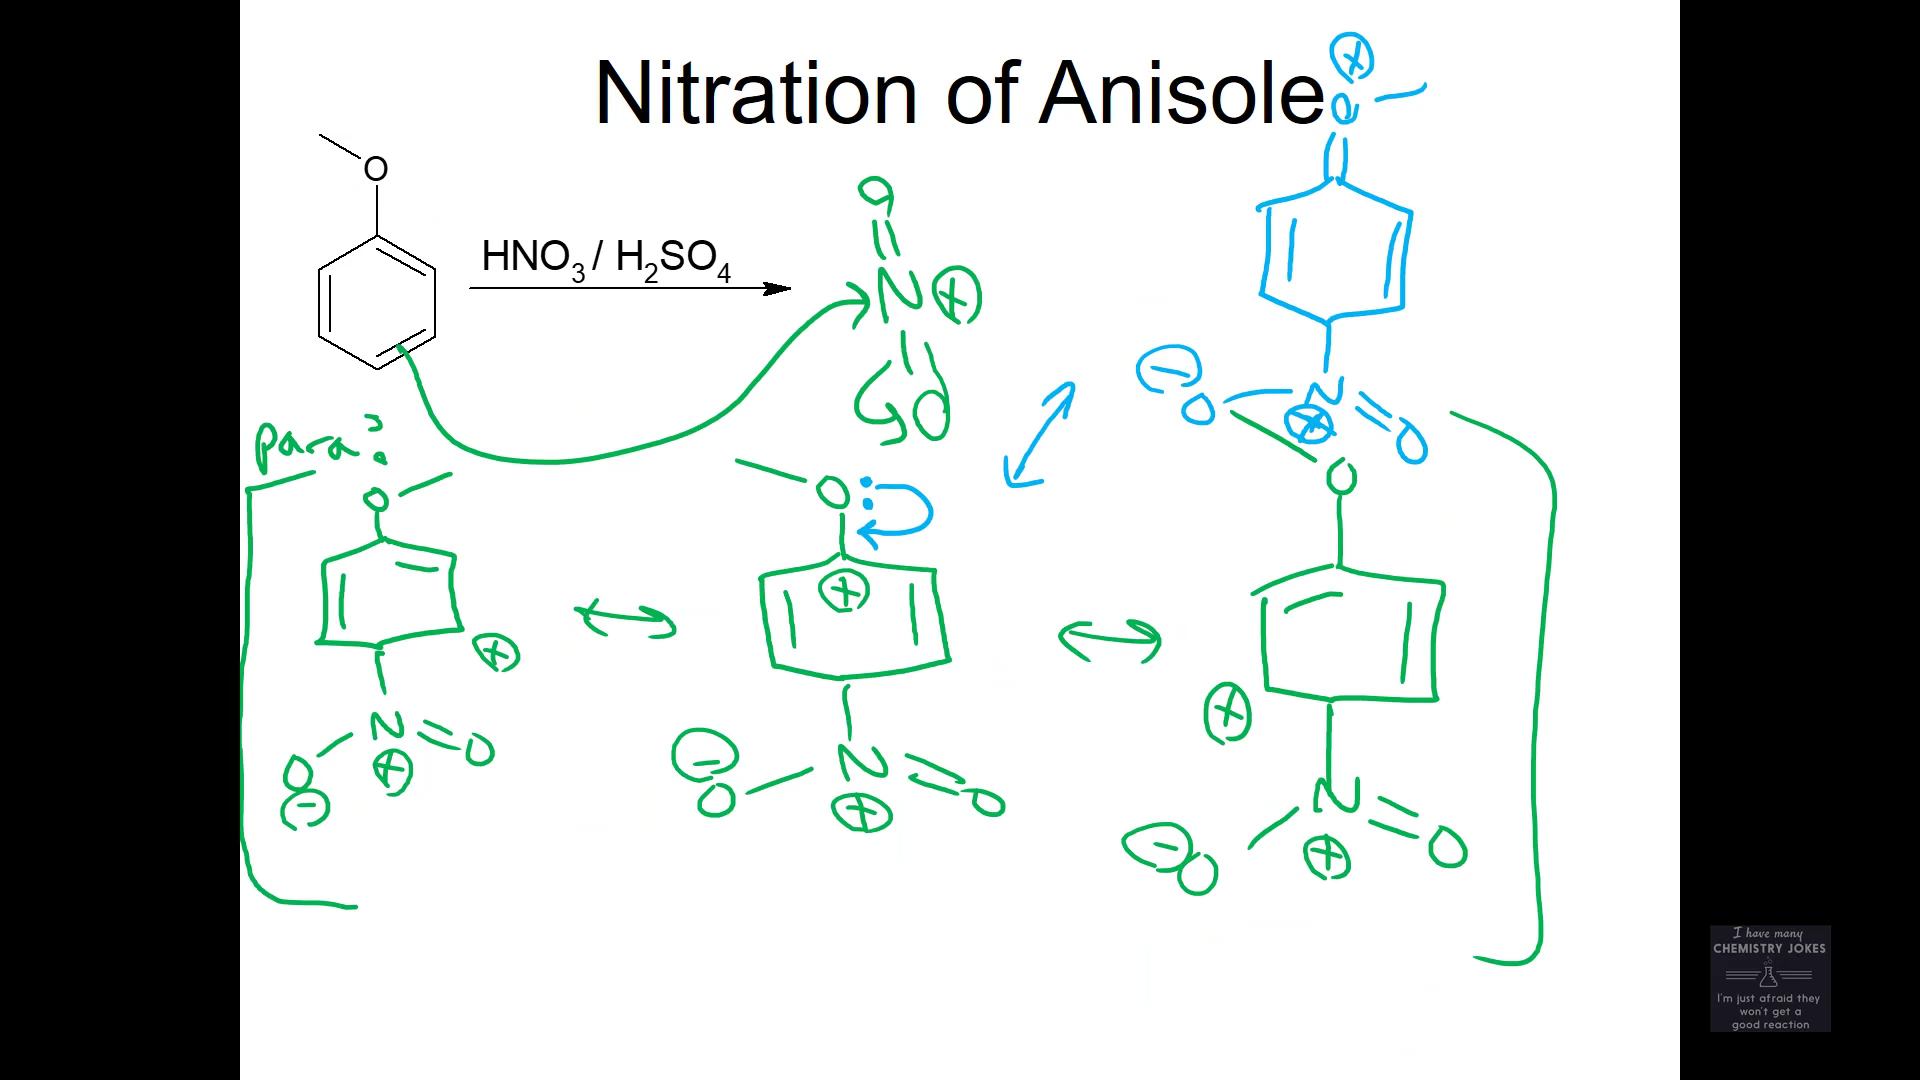 Nitration of Anisole
⊕
O
O
O
HNO₃ / H₂SO₄
N ⊕
O
⊖
O N O
⊕
para:
O
O
O
⊕
⊕
⊕
N O
O ⊕
⊖
⊖
O N O
⊕
N
⊖ O
O ⊕
I have many
CHEMISTRY JOKES
I'm just afraid they
won't get a
good reaction